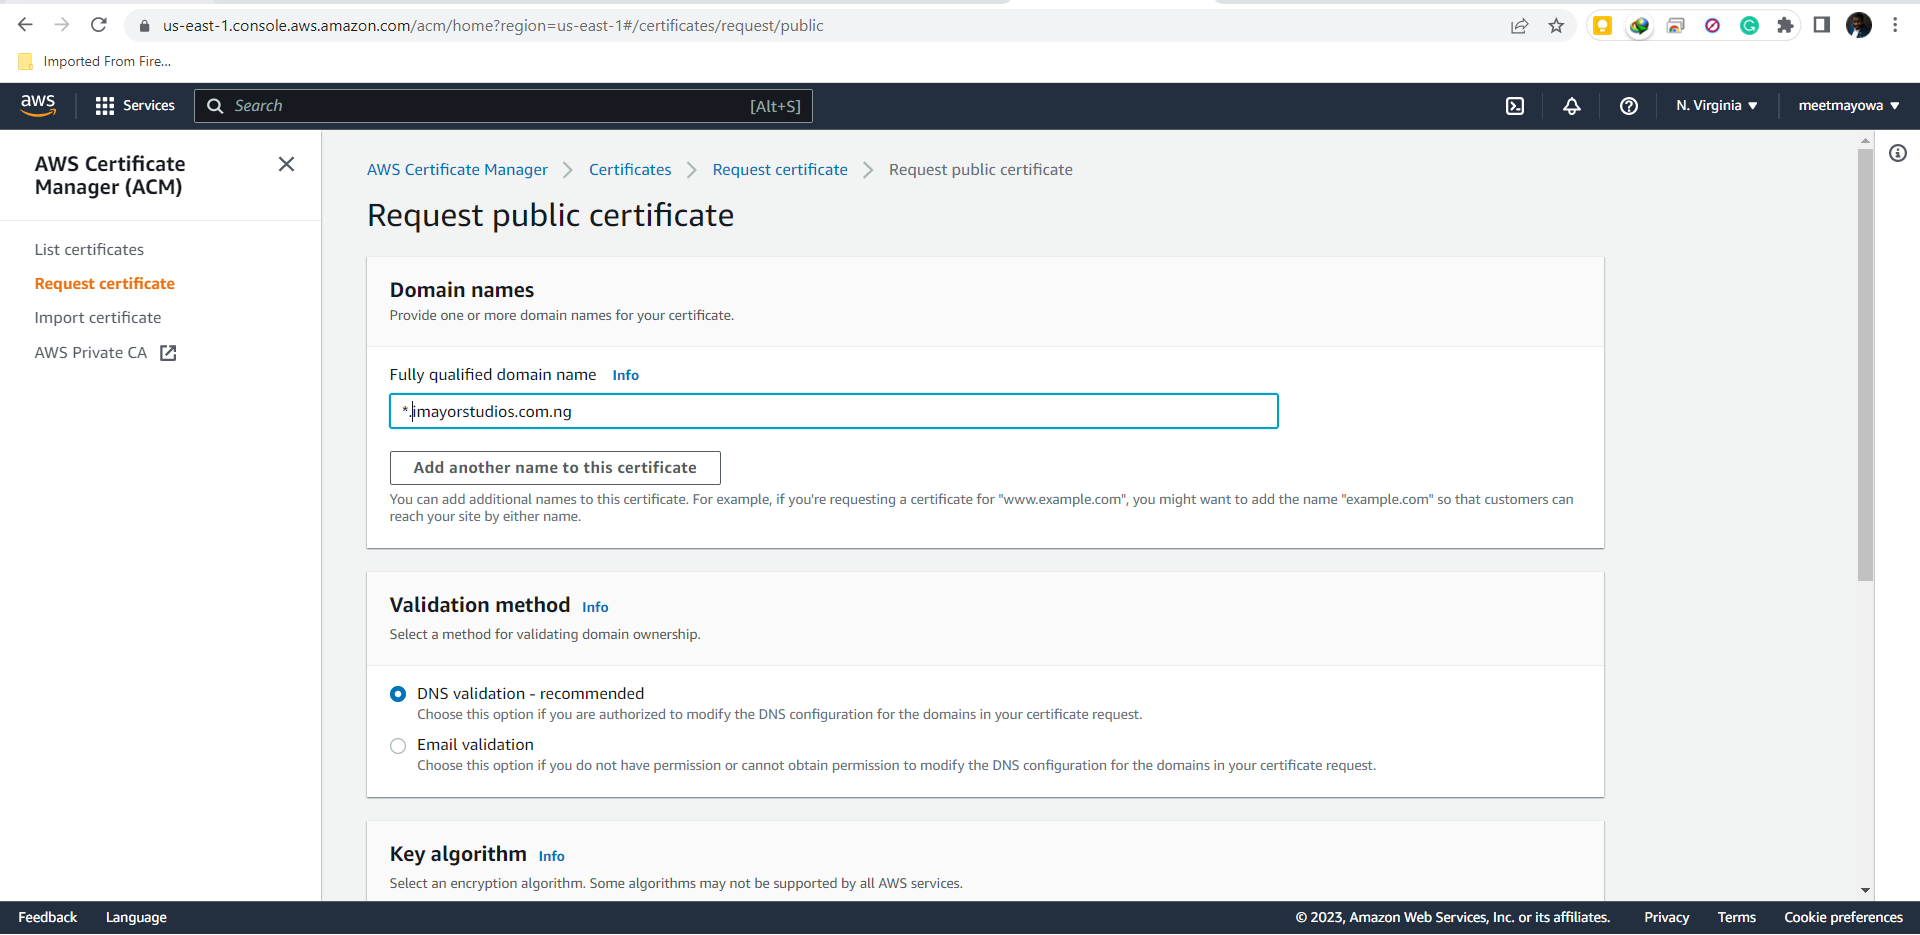 us-east-1.console.aws.amazon.com/acm/home?region=us-east-1#/certificates/request/public
Imported From Fire...
aws
Services
Search
[Alt+S]
N. Virginia
meetmayowa
AWS Certificate
Manager (ACM)
List certificates
Request certificate
Import certificate
AWS Private CA
AWS Certificate Manager
Certificates
Request certificate
Request public certificate
Request public certificate
Domain names
Provide one or more domain names for your certificate.
Fully qualified domain name Info
*.imayorstudios.com.ng
Add another name to this certificate
You can add additional names to this certificate. For example, if you're requesting a certificate for "www.example.com", you might want to add the name "example.com" so that customers can
reach your site by either name.
Validation method Info
Select a method for validating domain ownership.
DNS validation - recommended
Choose this option if you are authorized to modify the DNS configuration for the domains in your certificate request.
Email validation
Choose this option if you do not have permission or cannot obtain permission to modify the DNS configuration for the domains in your certificate request.
Key algorithm Info
Select an encryption algorithm. Some algorithms may not be supported by all AWS services.
Feedback
Language
© 2023, Amazon Web Services, Inc. or its affiliates.
Privacy
Terms
Cookie preferences